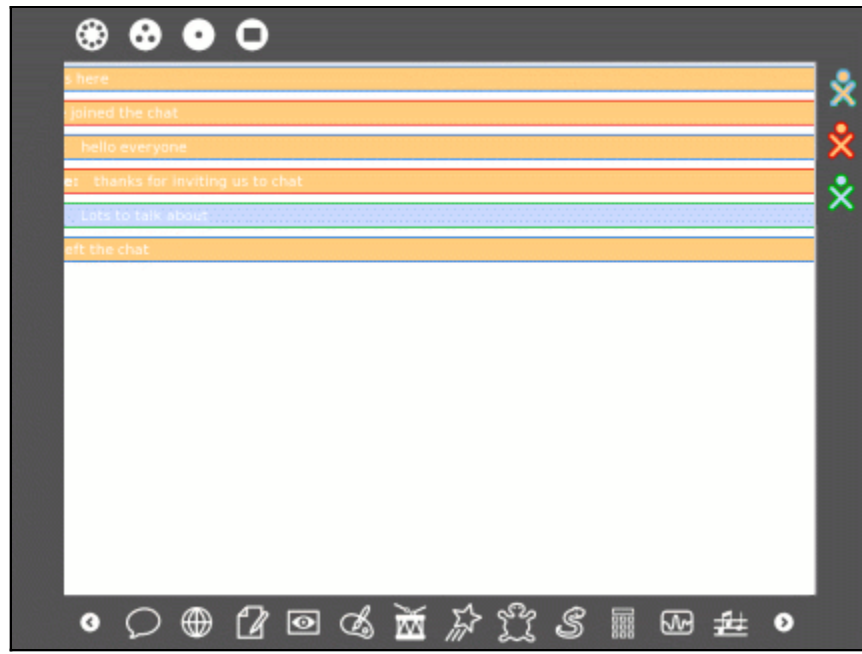 s here
joined the chat
hello everyone
e: thanks for inviting us to chat
Lots to talk about
eft the chat